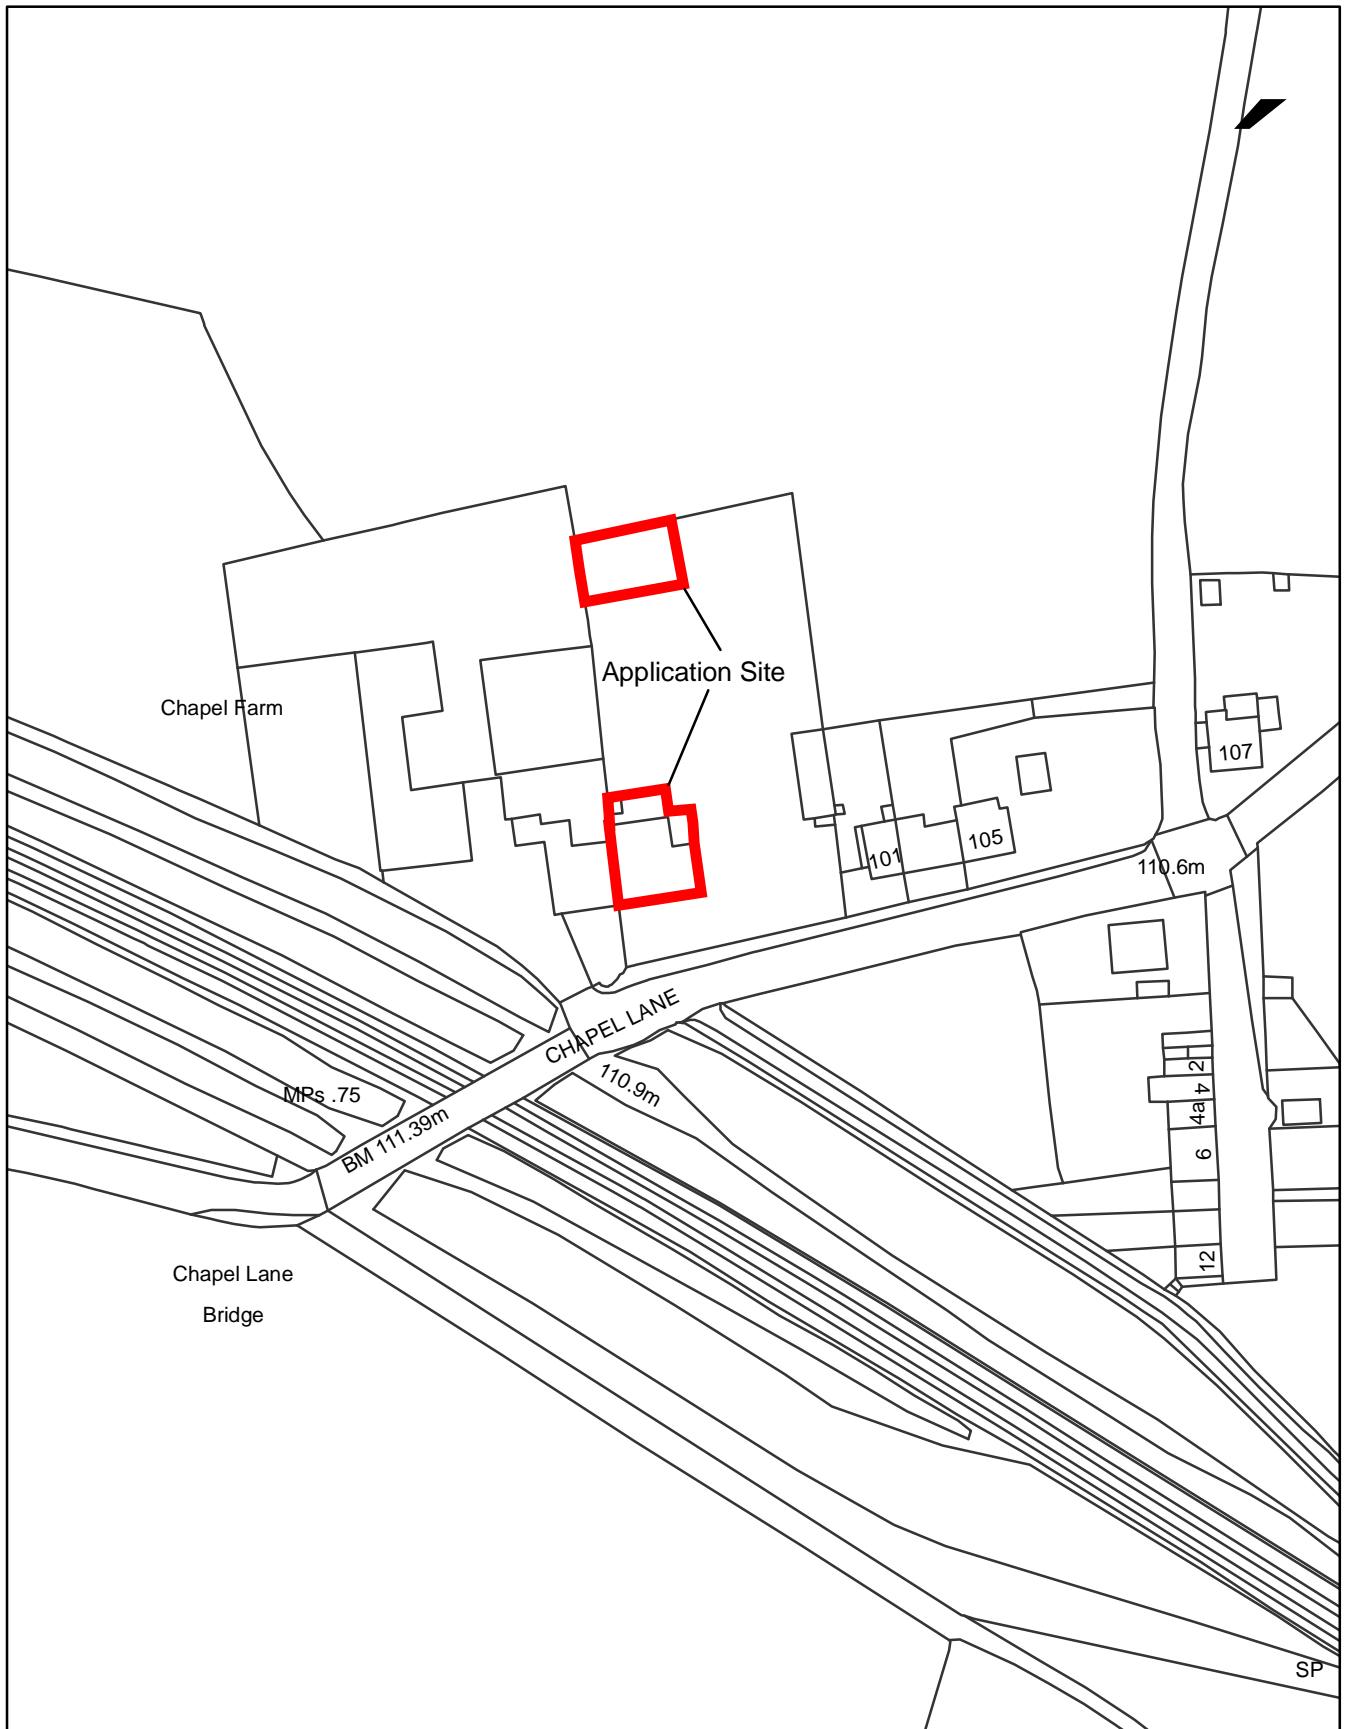 Application Site
Chapel Farm
107
105
101
110.6m
CHAPEL LANE
110.9m
MPs .75
BM 111.39m
2
4
4a
6
12
Chapel Lane
Bridge
SP